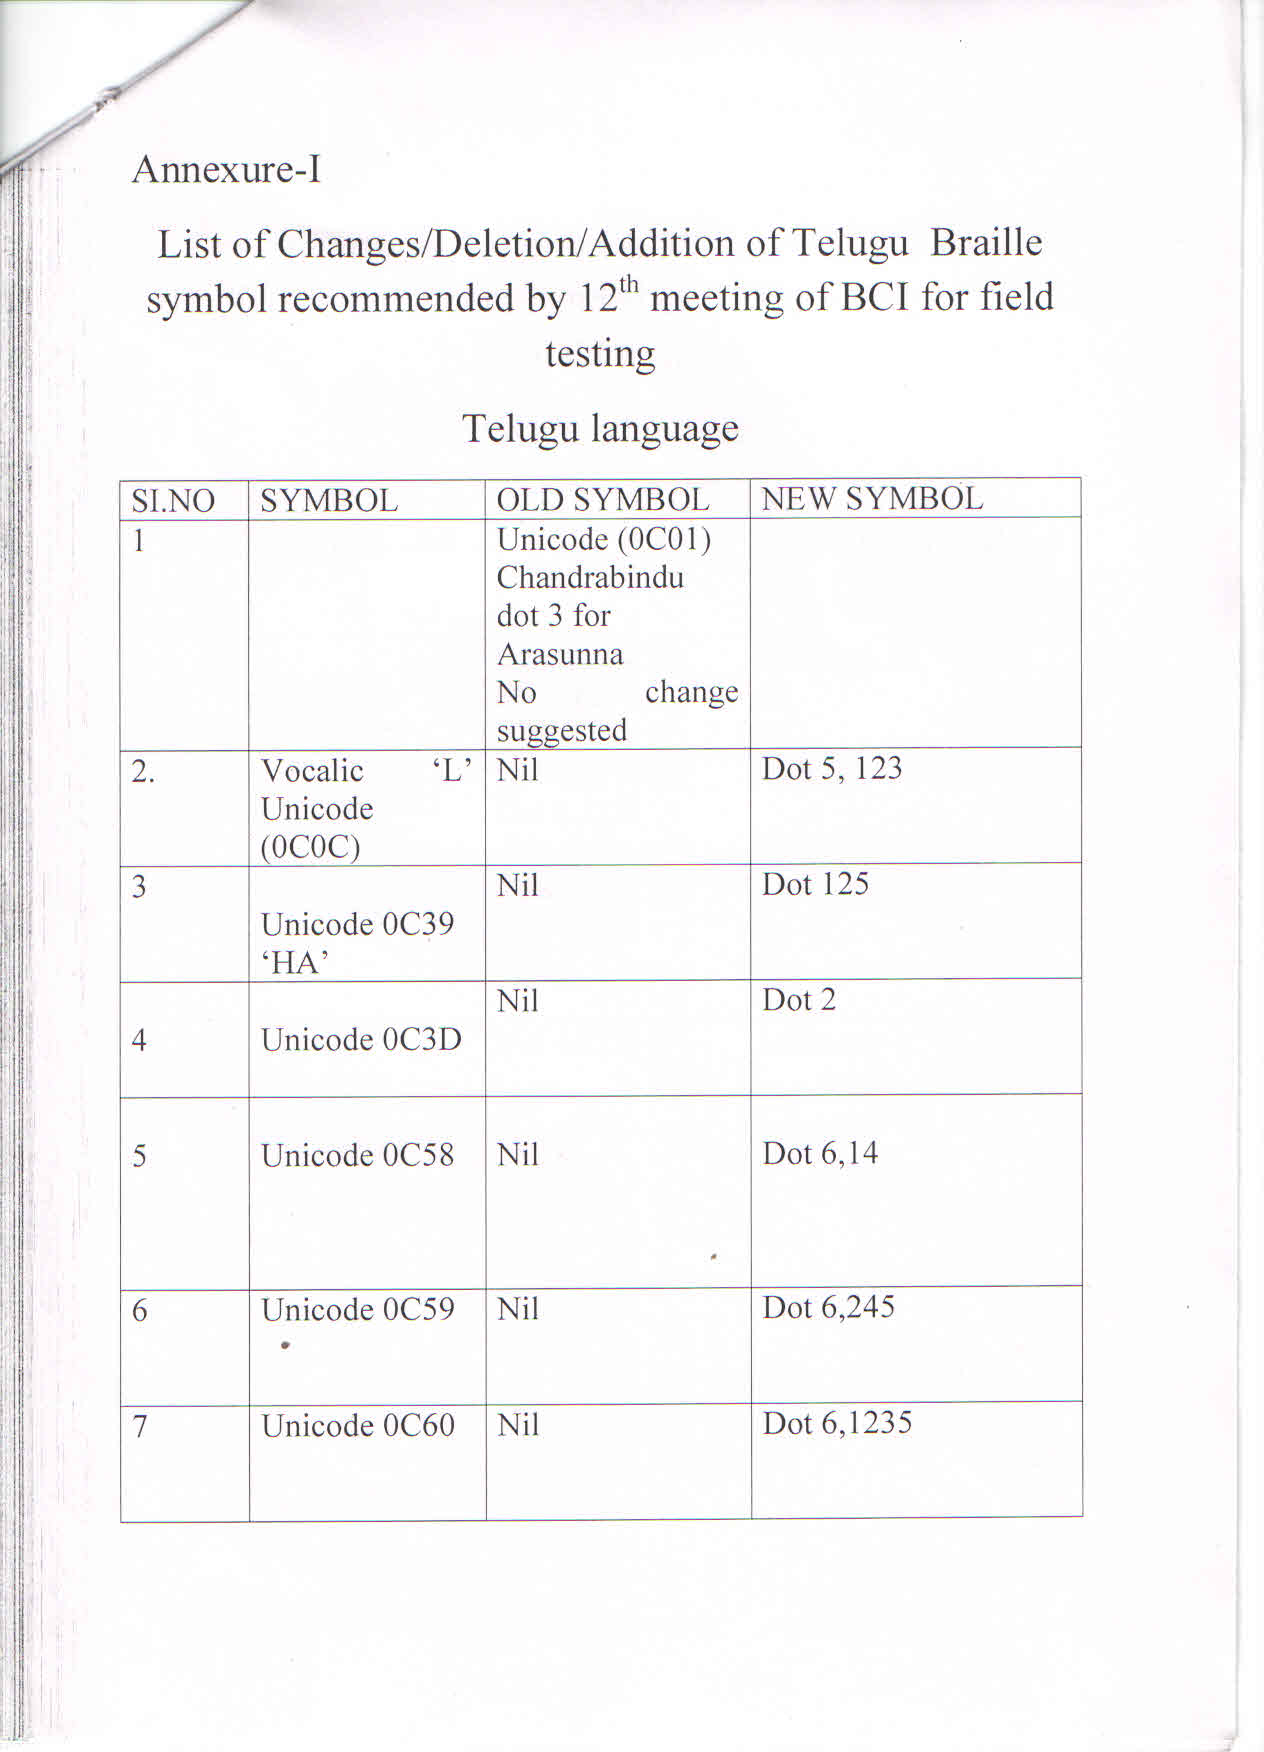 Annexure-I
List of Changes/Deletion/Addition of Telugu Braille
symbol recommended by 12th meeting of BCI for field
testing
Telugu language
SI.NO SYMBOL OLD SYMBOL NEW SYMBOL
1 Unicode (0C01)
Chandrabindu
dot 3 for
Arasunna
No change
suggested
2. Vocalic ‘L’ Nil Dot 5, 123
Unicode
(0C0C)
3 Nil Dot 125
Unicode 0C39
‘HA’
Nil Dot 2
4 Unicode 0C3D
5 Unicode 0C58 Nil Dot 6,14
6 Unicode 0C59 Nil Dot 6,245
7 Unicode 0C60 Nil Dot 6,1235